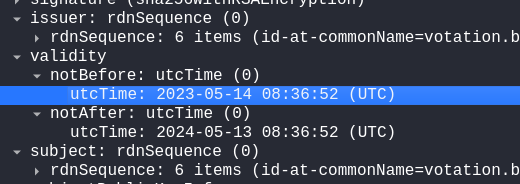 signature (sha256WithRSAEncryption)
issuer: rdnSequence (0)
rdnSequence: 6 items (id-at-commonName=votation.b
validity
notBefore: utcTime (0)
utcTime: 2023-05-14 08:36:52 (UTC)
notAfter: utcTime (0)
utcTime: 2024-05-13 08:36:52 (UTC)
subject: rdnSequence (0)
rdnSequence: 6 items (id-at-commonName=votation.b